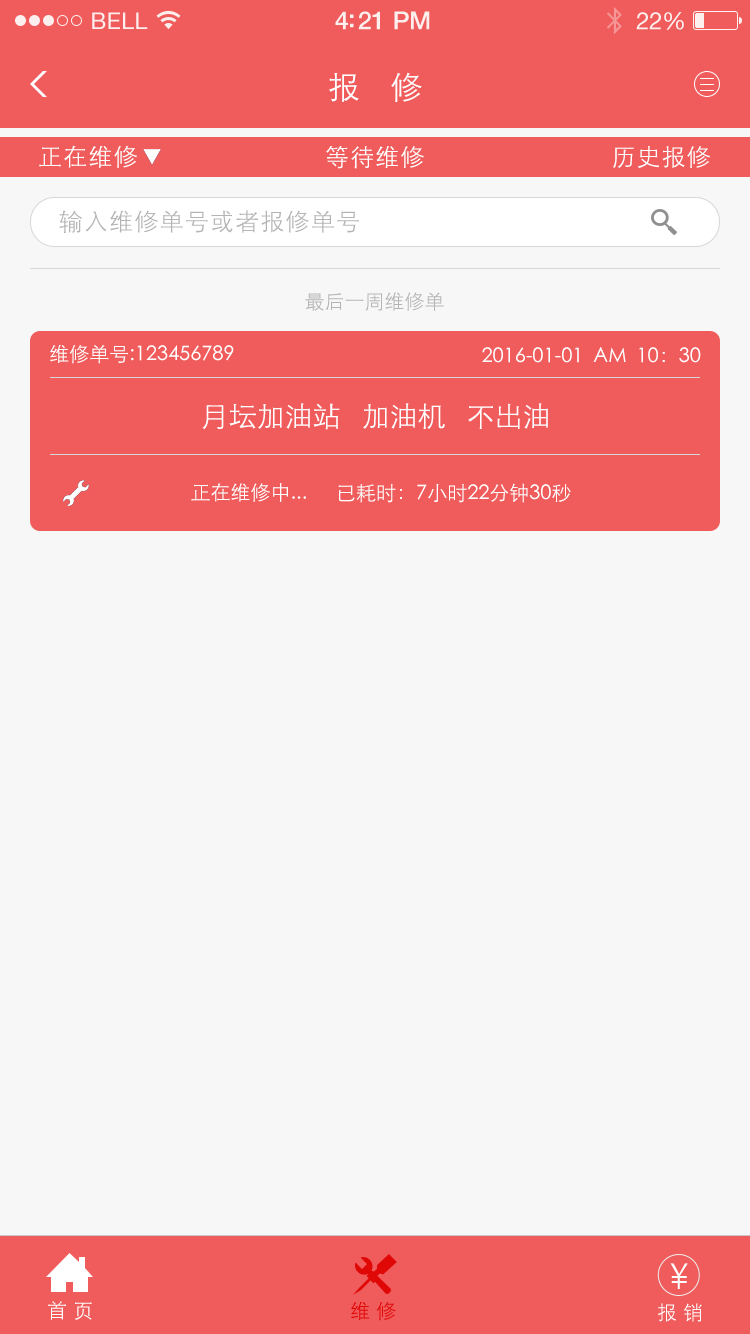 BELL 4:21 PM 22%
报 修
正在维修▼ 等待维修 历史报修
输入维修单号或者报修单号
最后一周维修单
维修单号:123456789 2016-01-01 AM 10：30
月坛加油站 加油机 不出油
正在维修中... 已耗时：7小时22分钟30秒
首 页 维 修 ¥ 报 销